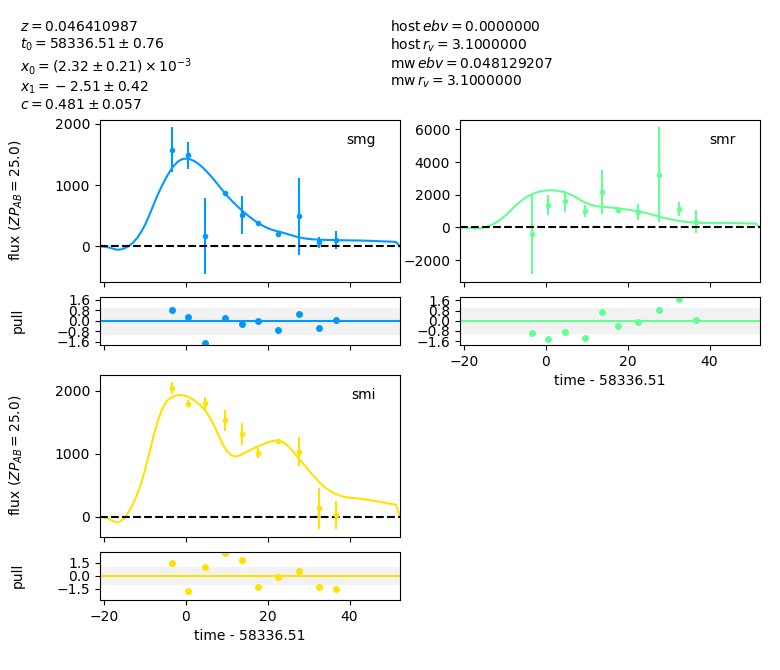 z = 0.046410987
t₀ = 58336.51 ± 0.76
x₀ = (2.32 ± 0.21) × 10⁻³
x₁ = −2.51 ± 0.42
c = 0.481 ± 0.057
host ebv = 0.0000000
host r_v = 3.1000000
mw ebv = 0.048129207
mw r_v = 3.1000000
smg
2000
1000
0
flux (ZP_AB = 25.0)
smr
6000
4000
2000
0
−2000
1.6
0.8
0.0
−0.8
−1.6
pull
1.6
0.8
0.0
−0.8
−1.6
−20 0 20 40
time - 58336.51
smi
2000
1000
0
flux (ZP_AB = 25.0)
1.5
0.0
−1.5
pull
−20 0 20 40
time - 58336.51